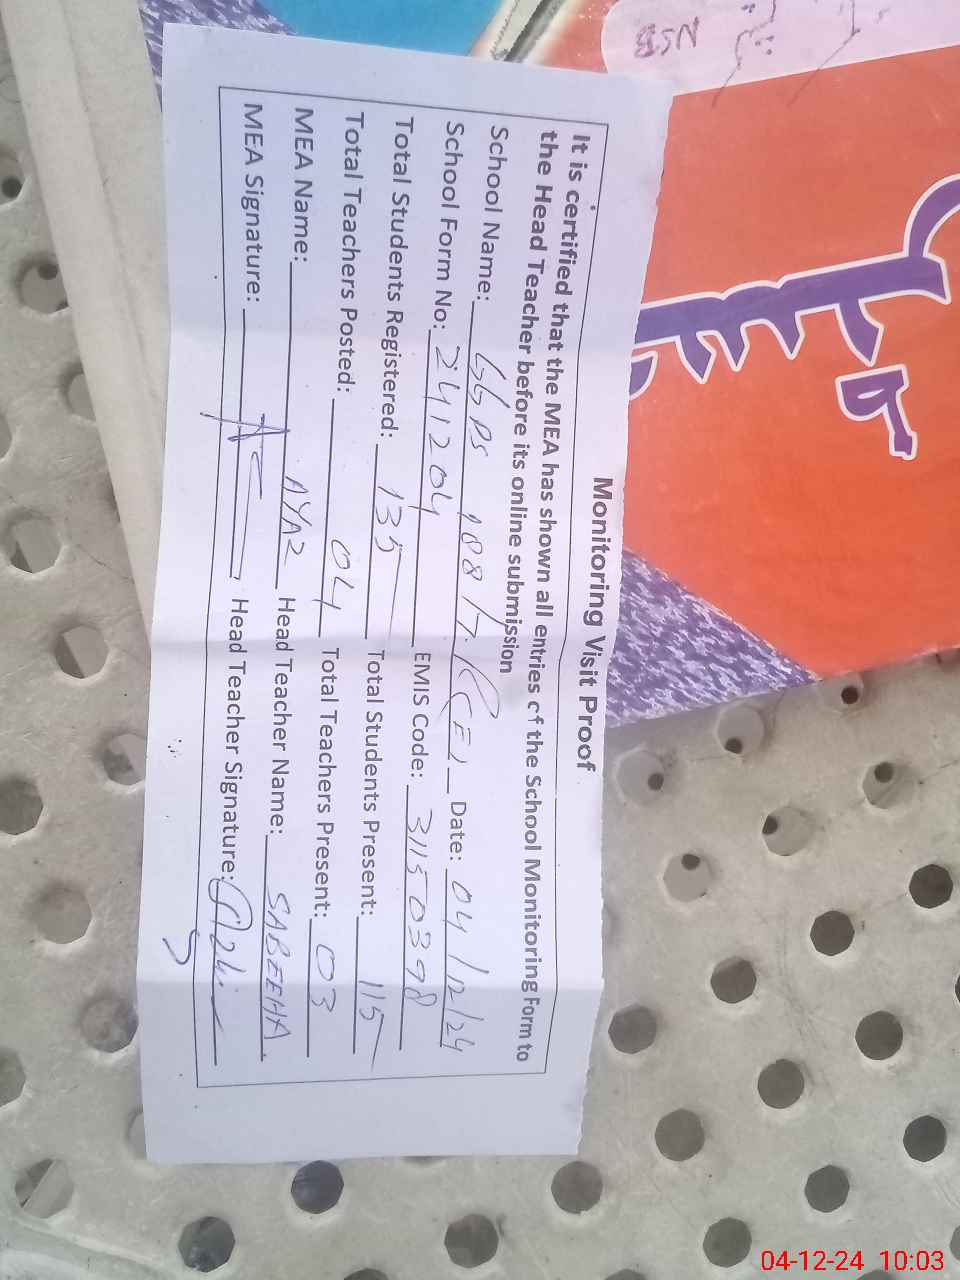 Monitoring Visit Proof
It is certified that the MEA has shown all entries of the School Monitoring Form to
the Head Teacher before its online submission
School Name: GGPS 188/7.R(E) Date: 04/12/24
School Form No: 241204 EMIS Code: 31150398
Total Students Registered: 135 Total Students Present: 115
Total Teachers Posted: 04 Total Teachers Present: 03
MEA Name: AYAZ Head Teacher Name: SABEEHA.
MEA Signature: Head Teacher Signature:
NSB
04-12-24 10:03